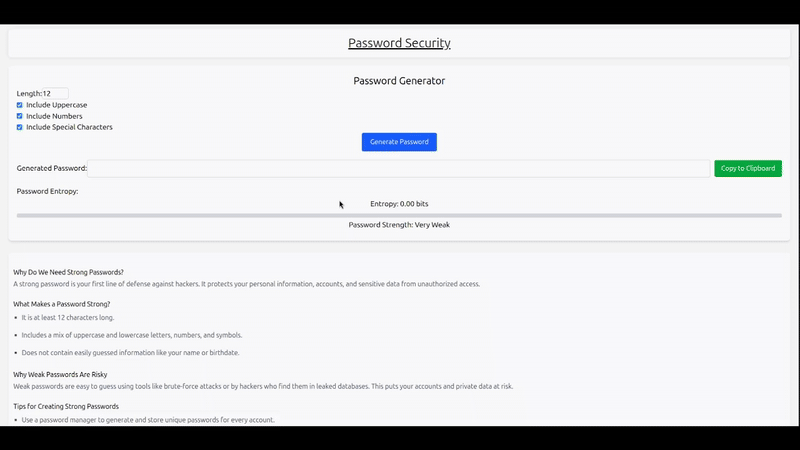 Password Security
Password Generator
Length:12
Include Uppercase
Include Numbers
Include Special Characters
Generate Password
Generated Password:
Copy to Clipboard
Password Entropy:
Entropy: 0.00 bits
Password Strength: Very Weak
Why Do We Need Strong Passwords?
A strong password is your first line of defense against hackers. It protects your personal information, accounts, and sensitive data from unauthorized access.
What Makes a Password Strong?
• It is at least 12 characters long.
• Includes a mix of uppercase and lowercase letters, numbers, and symbols.
• Does not contain easily guessed information like your name or birthdate.
Why Weak Passwords Are Risky
Weak passwords are easy to guess using tools like brute-force attacks or by hackers who find them in leaked databases. This puts your accounts and private data at risk.
Tips for Creating Strong Passwords
• Use a password manager to generate and store unique passwords for every account.